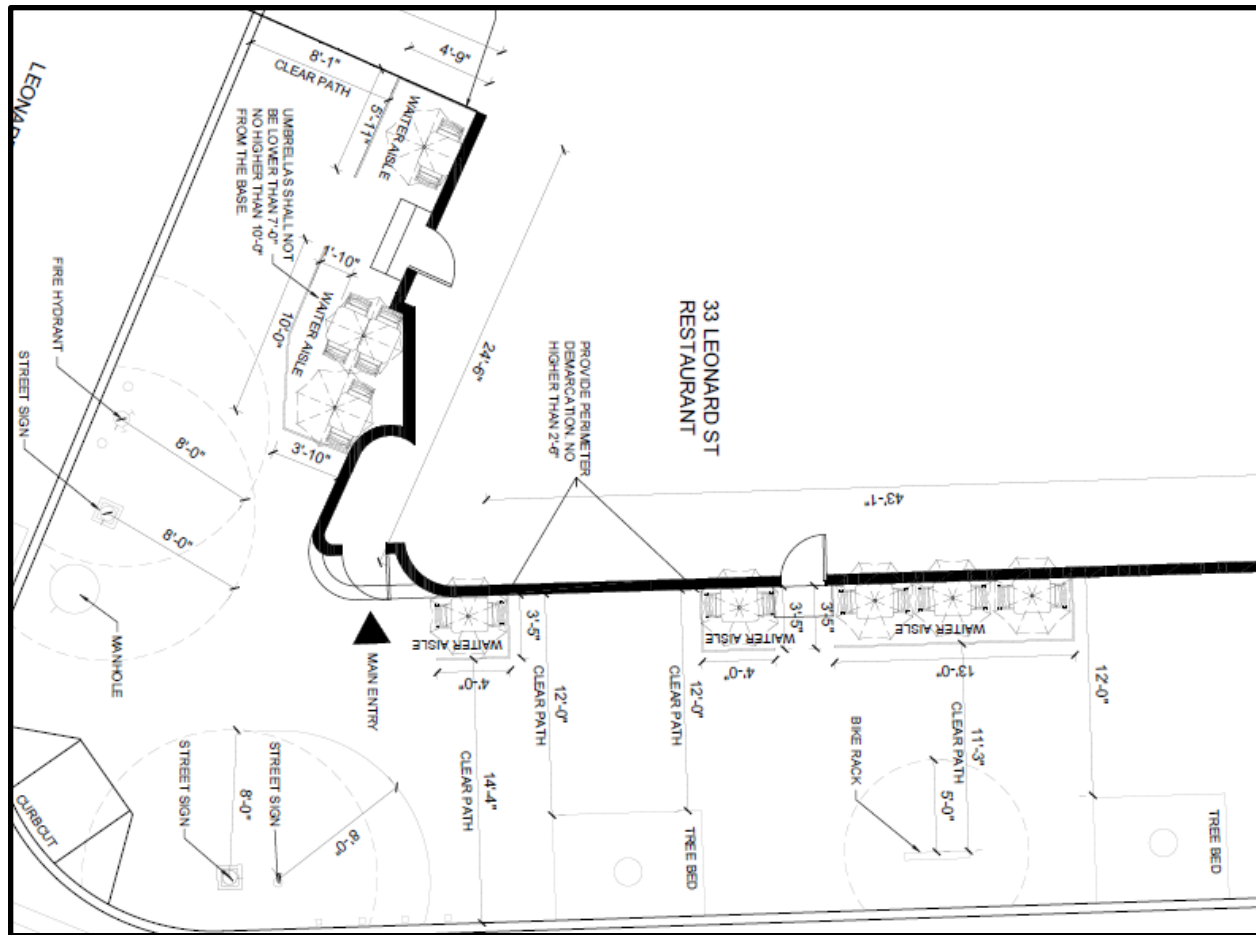 LEONA
8'-1"
CLEAR PATH
4'-9"
5'-11"
WAITER AISLE
UMBRELLAS SHALL NOT
BE LOWER THAN 7'-0"
NO HIGHER THAN 10'-0"
FROM THE BASE.
1'-10"
WAITER AISLE
10'-0"
FIRE HYDRANT
STREET SIGN
8'-0"
8'-0"
3'-10"
24'-6"
33 LEONARD ST
RESTAURANT
PROVIDE PERIMETER
DEMARCATION. NO
HIGHER THAN 2'-6"
43'-1"
MANHOLE
MAIN ENTRY
WAITER AISLE
3'-5"
4'-0"
12'-0"
CLEAR PATH
14'-4"
CLEAR PATH
WAITER AISLE
3'-5"
3'-5"
4'-0"
12'-0"
CLEAR PATH
WAITER AISLE
13'-0"
11'-3"
CLEAR PATH
12'-0"
BIKE RACK
5'-0"
STREET SIGN
STREET SIGN
8'-0"
8'-0"
CURBCUT
TREE BED
TREE BED